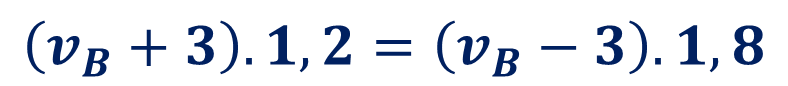 (v_B + 3). 1, 2 = (v_B − 3). 1, 8